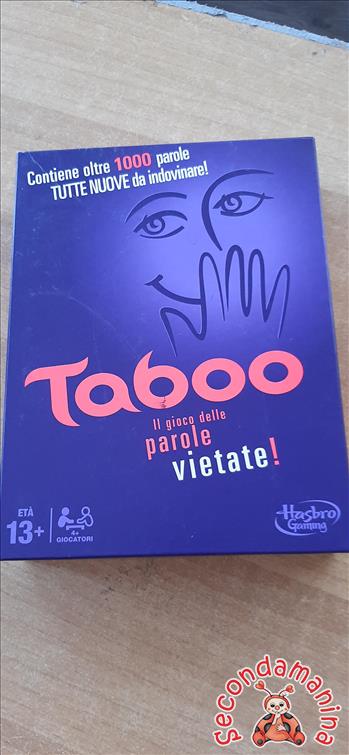 Contiene oltre 1000 parole
TUTTE NUOVE da indovinare!
Taboo
Il gioco delle
parole
vietate!
ETÀ
13+
4+
GIOCATORI
Hasbro
Gaming
Secondamanina